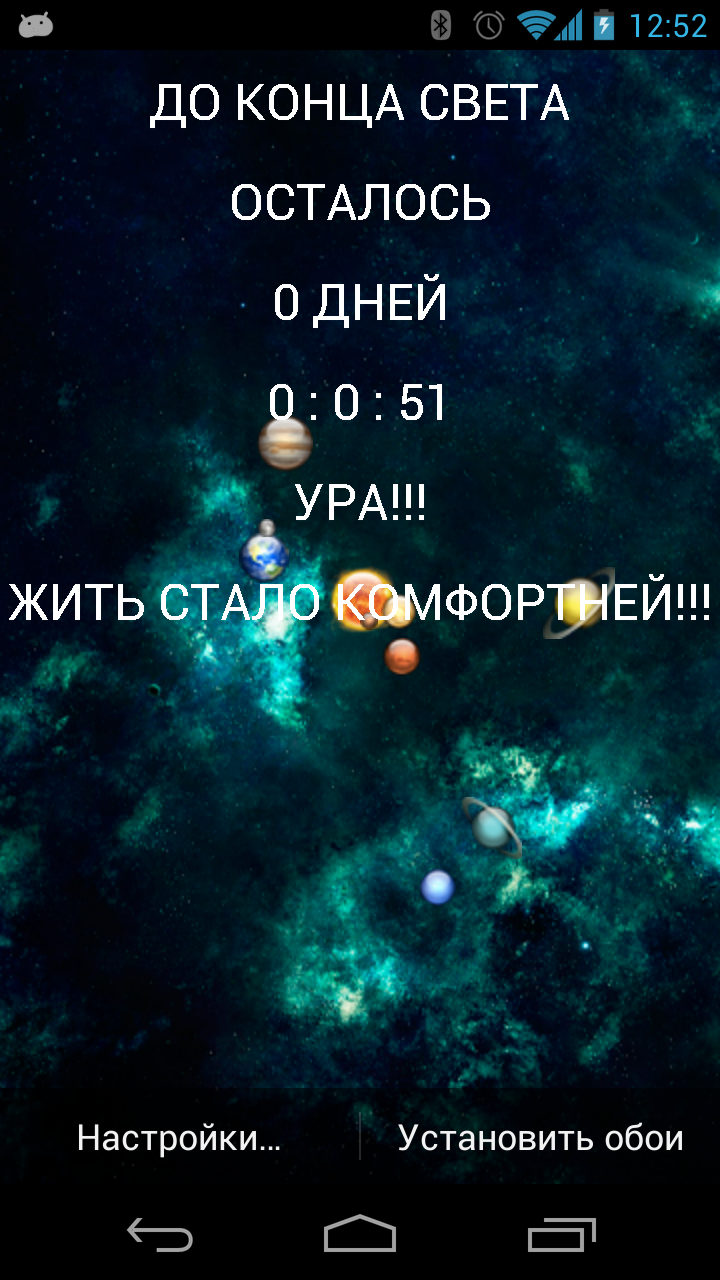 12:52
ДО КОНЦА СВЕТА
ОСТАЛОСЬ
0 ДНЕЙ
0 : 0 : 51
УРА!!!
ЖИТЬ СТАЛО КОМФОРТНЕЙ!!!
Настройки... Установить обои